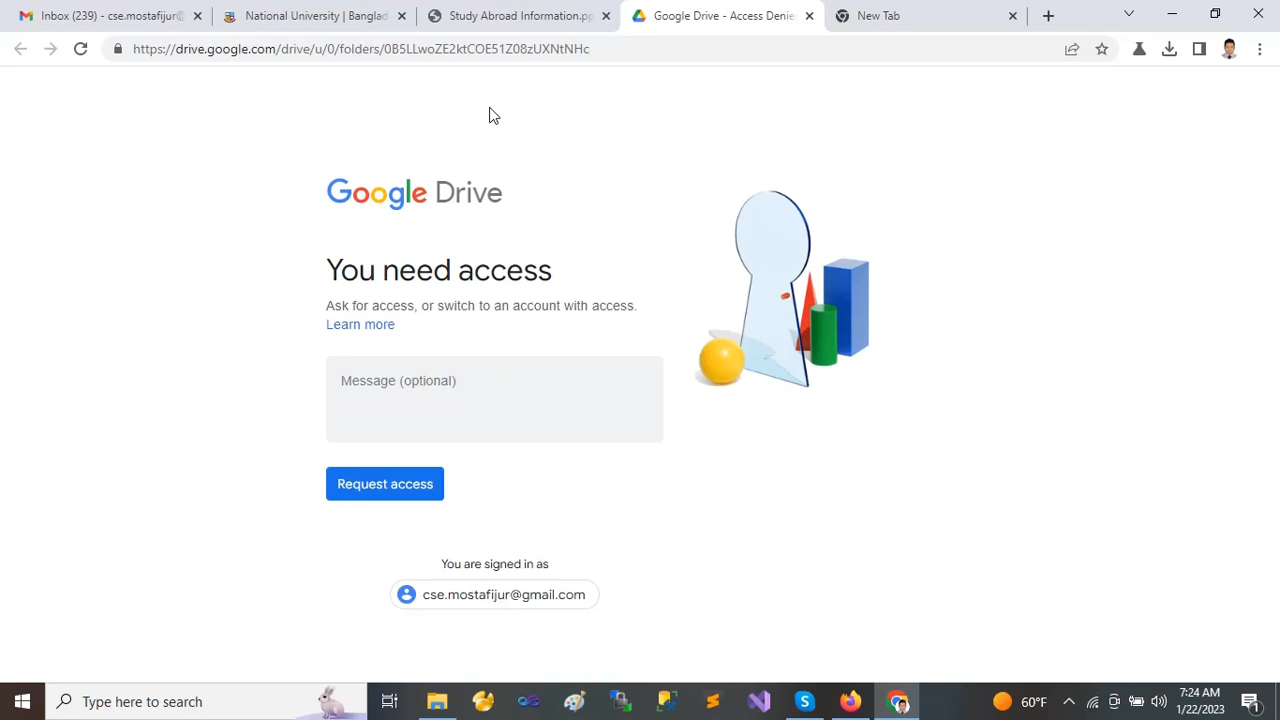 Inbox (239) - cse.mostafijur@
National University | Banglad
Study Abroad Information.pp
Google Drive - Access Denie
New Tab
https://drive.google.com/drive/u/0/folders/0B5LLwoZE2ktCOE51Z08zUXNtNHc
Google Drive
You need access
Ask for access, or switch to an account with access.
Learn more
Message (optional)
Request access
You are signed in as
cse.mostafijur@gmail.com
Type here to search
60°F
7:24 AM
1/22/2023
1